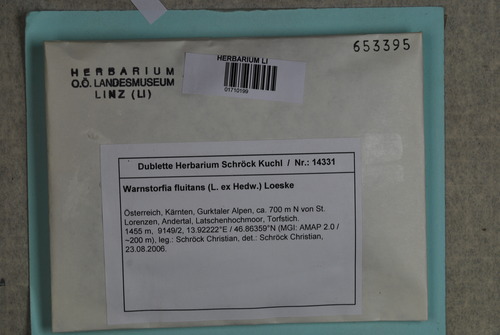 653395
HERBARIUM
O.Ö. LANDESMUSEUM
LINZ (LI)
HERBARIUM LI
01710199
Dublette Herbarium Schröck Kuchl / Nr.: 14331
Warnstorfia fluitans (L. ex Hedw.) Loeske
Österreich, Kärnten, Gurktaler Alpen, ca. 700 m N von St.
Lorenzen, Andertal, Latschenhochmoor, Torfstich.
1455 m, 9149/2, 13.92222°E / 46.86359°N (MGI: AMAP 2.0 /
~200 m), leg.: Schröck Christian, det.: Schröck Christian,
23.08.2006.